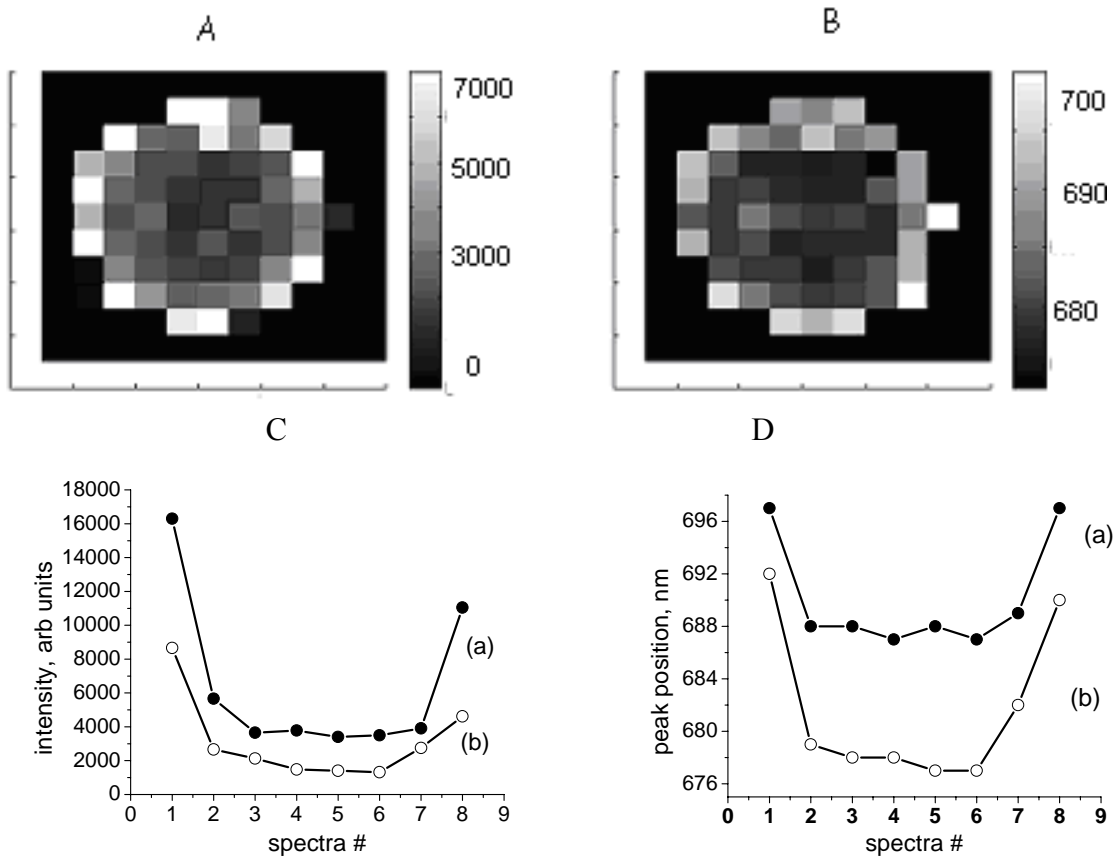 A
B
7000
5000
3000
0
700
690
680
C
D
18000
16000
14000
12000
10000
8000
6000
4000
2000
0
intensity, arb units
(a)
(b)
0 1 2 3 4 5 6 7 8 9
spectra #
696
692
688
684
680
676
peak position, nm
(a)
(b)
0 1 2 3 4 5 6 7 8 9
spectra #